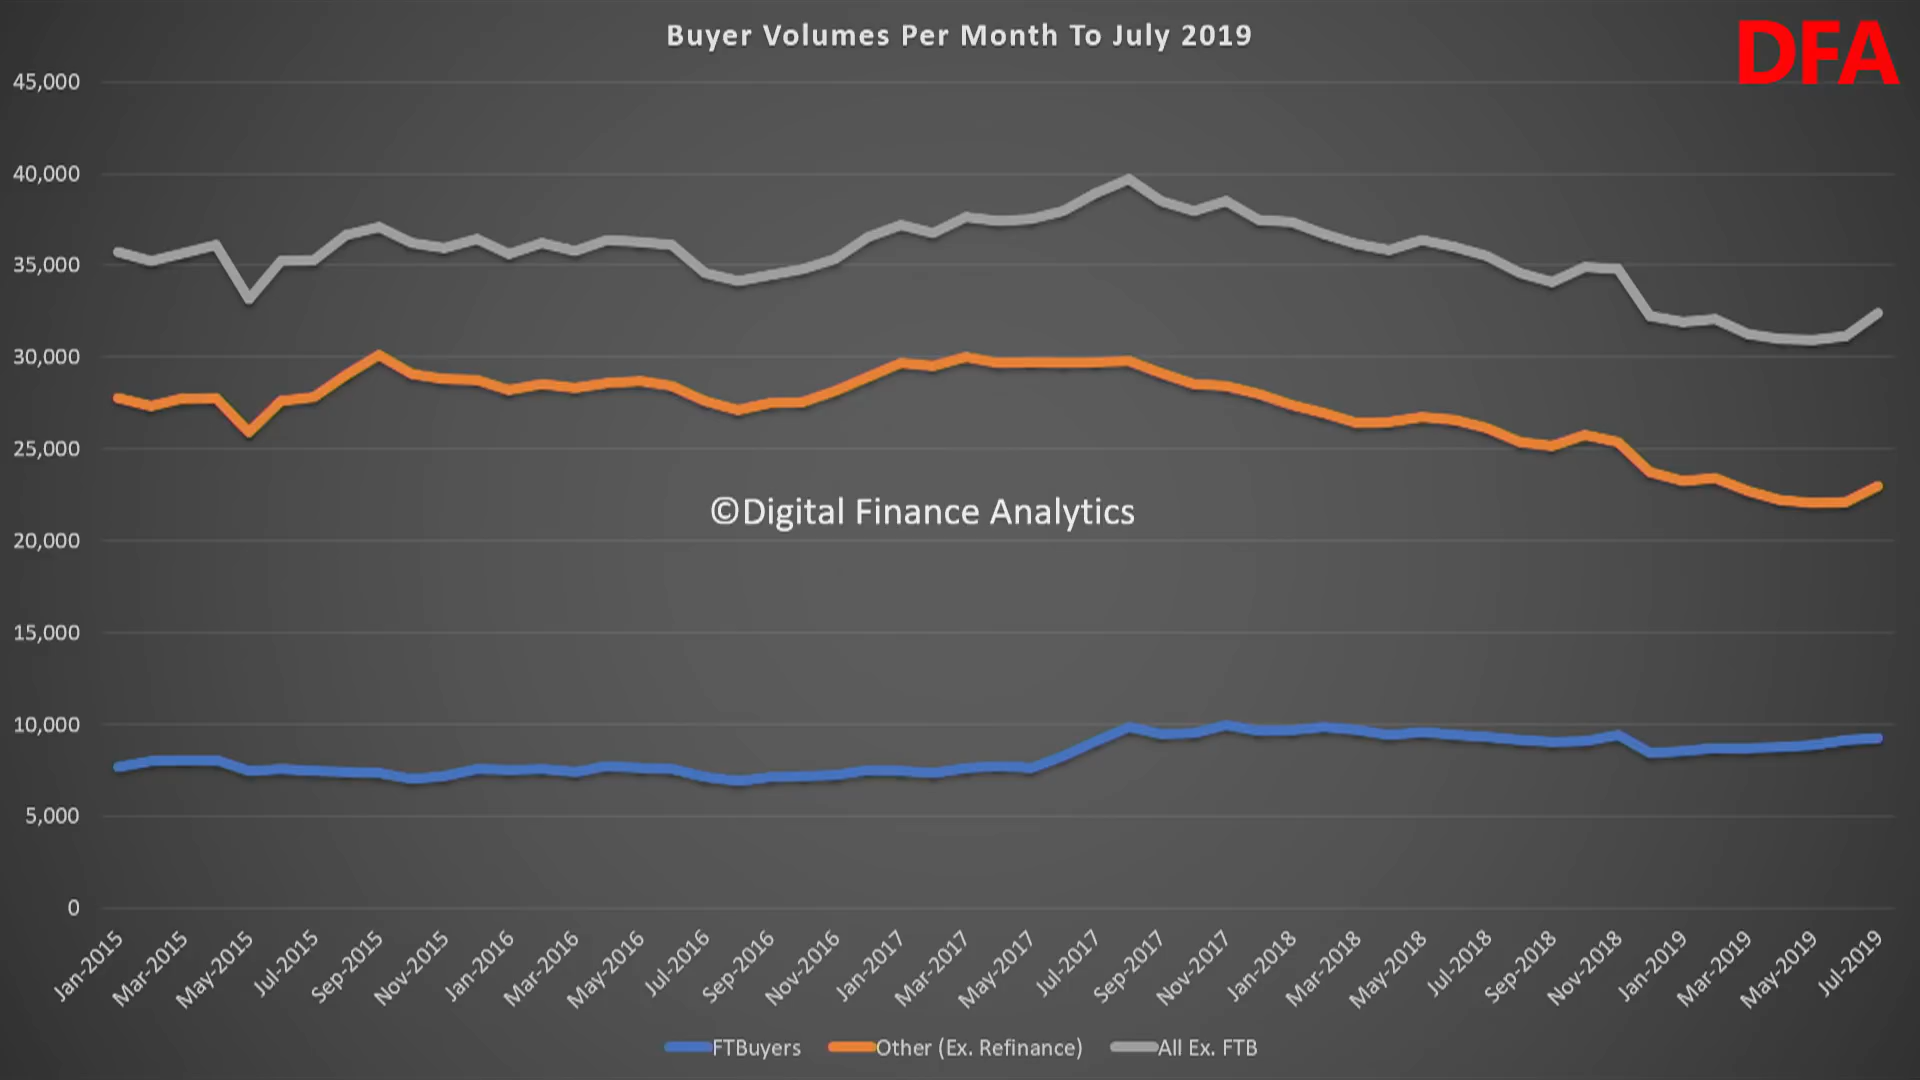 Buyer Volumes Per Month To July 2019
DFA
45,000
40,000
35,000
30,000
25,000
20,000
15,000
10,000
5,000
0
©Digital Finance Analytics
Jan-2015
Mar-2015
May-2015
Jul-2015
Sep-2015
Nov-2015
Jan-2016
Mar-2016
May-2016
Jul-2016
Sep-2016
Nov-2016
Jan-2017
Mar-2017
May-2017
Jul-2017
Sep-2017
Nov-2017
Jan-2018
Mar-2018
May-2018
Jul-2018
Sep-2018
Nov-2018
Jan-2019
Mar-2019
May-2019
Jul-2019
FTBuyers
Other (Ex. Refinance)
All Ex. FTB